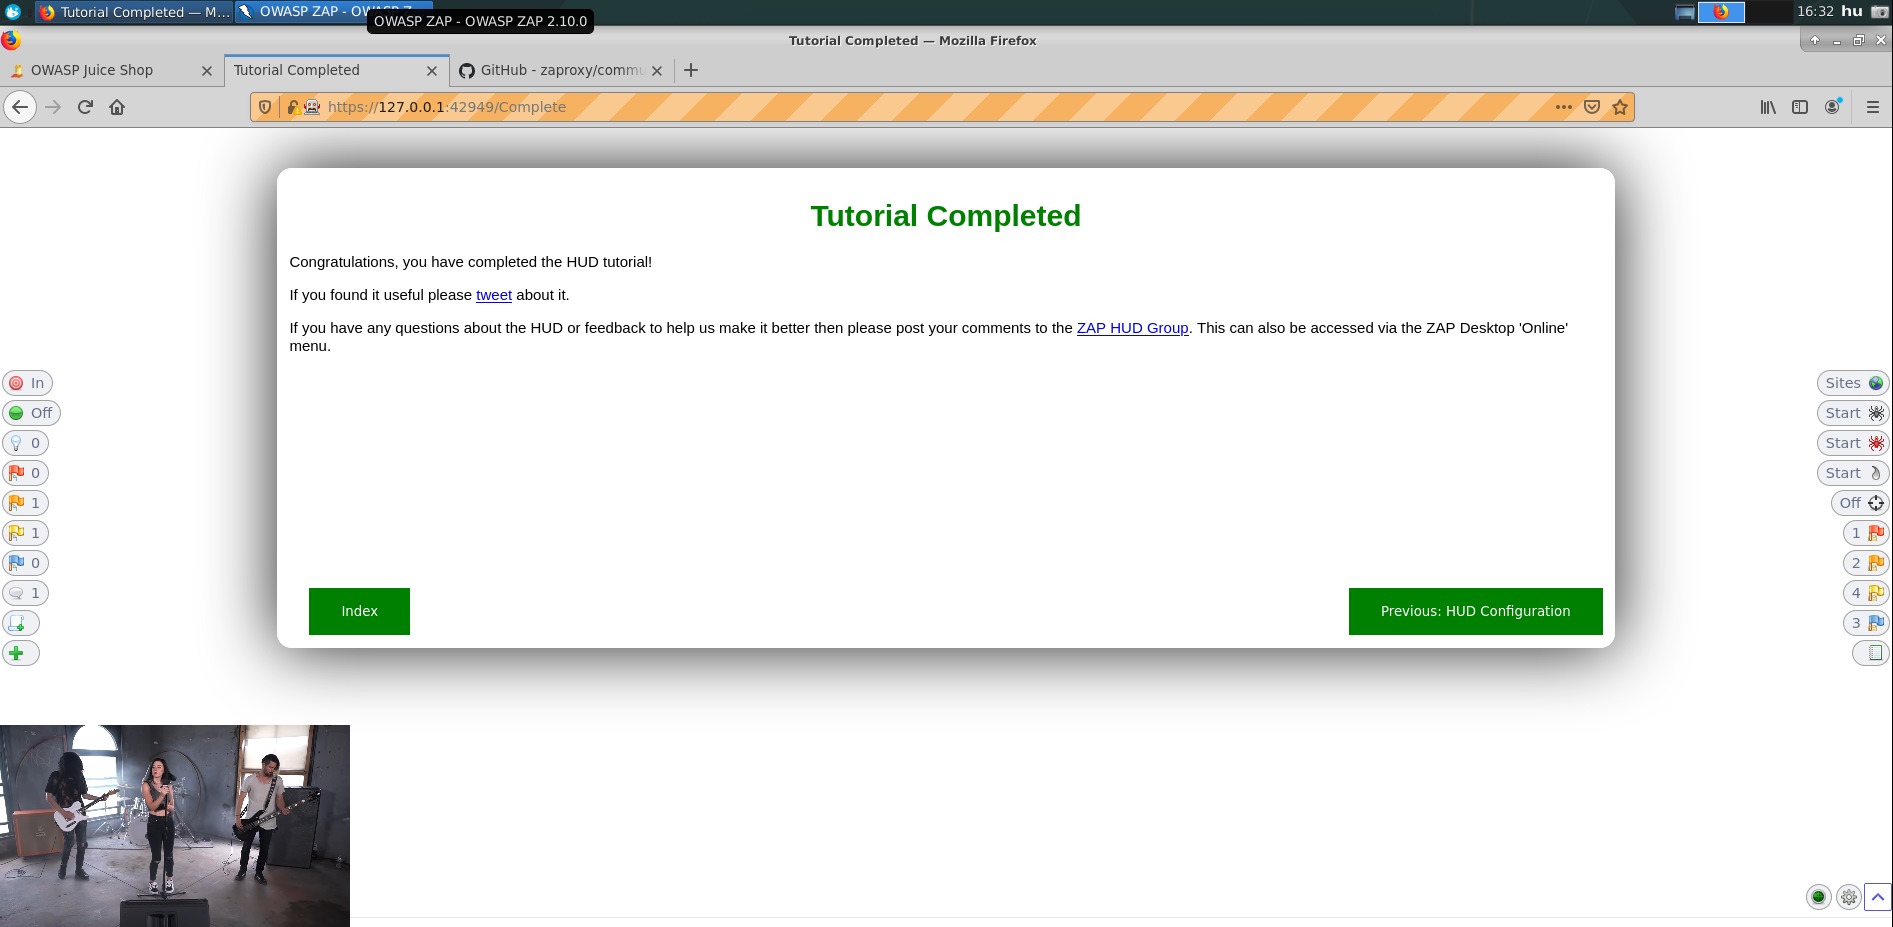 Tutorial Completed — M...
OWASP ZAP - OWASP Z
OWASP ZAP - OWASP ZAP 2.10.0
16:32 hu
Tutorial Completed — Mozilla Firefox
OWASP Juice Shop
Tutorial Completed
GitHub - zaproxy/commu
https://127.0.0.1:42949/Complete
Tutorial Completed
Congratulations, you have completed the HUD tutorial!
If you found it useful please tweet about it.
If you have any questions about the HUD or feedback to help us make it better then please post your comments to the ZAP HUD Group. This can also be accessed via the ZAP Desktop 'Online'
menu.
In
Off
0
0
1
1
0
1
Sites
Start
Start
Start
Off
1
2
4
3
Index
Previous: HUD Configuration